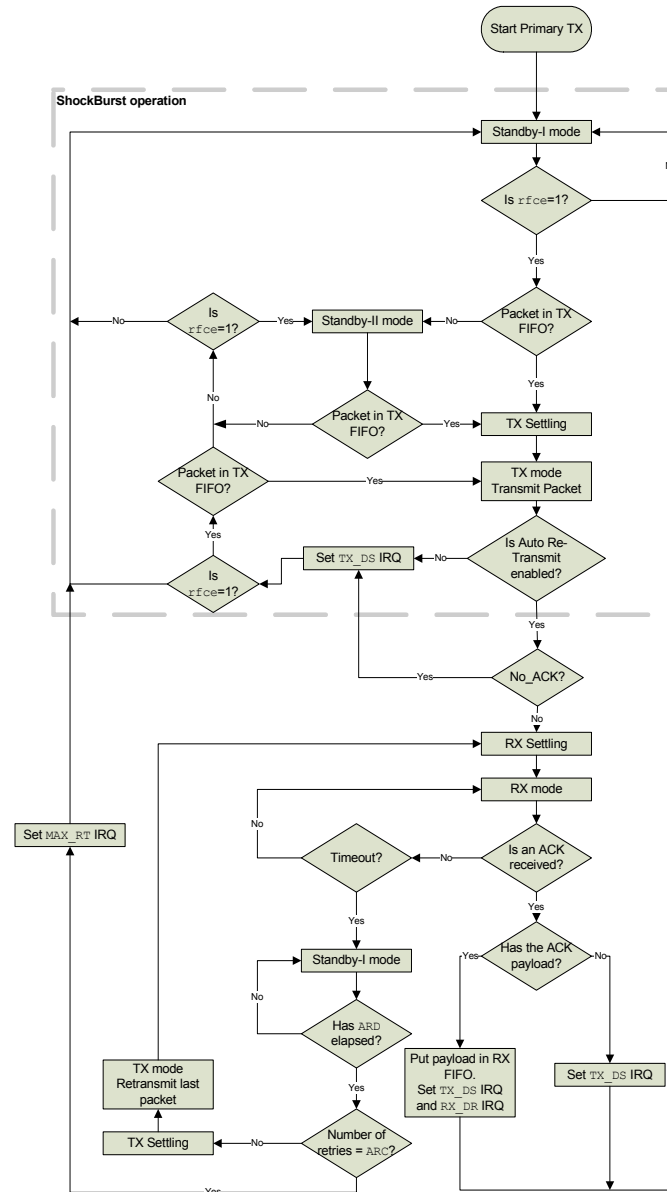 Start Primary TX
ShockBurst operation
Standby-I mode
Is rfce=1?
Yes
Is
rfce=1?
No
Yes
Standby-II mode
No
Packet in TX
FIFO?
Yes
No
Packet in TX
FIFO?
No
Yes
TX Settling
Packet in TX
FIFO?
Yes
TX mode
Transmit Packet
Yes
Is
rfce=1?
Set TX_DS IRQ
No
Is Auto Re-
Transmit
enabled?
Yes
No_ACK?
Yes
No
RX Settling
RX mode
Set MAX_RT IRQ
No
Timeout?
No
Is an ACK
received?
Yes
Yes
Standby-I mode
Has the ACK
payload?
Yes
No
No
Has ARD
elapsed?
Yes
Put payload in RX
FIFO.
Set TX_DS IRQ
and RX_DR IRQ
Set TX_DS IRQ
TX mode
Retransmit last
packet
TX Settling
No
Number of
retries = ARC?
Yes